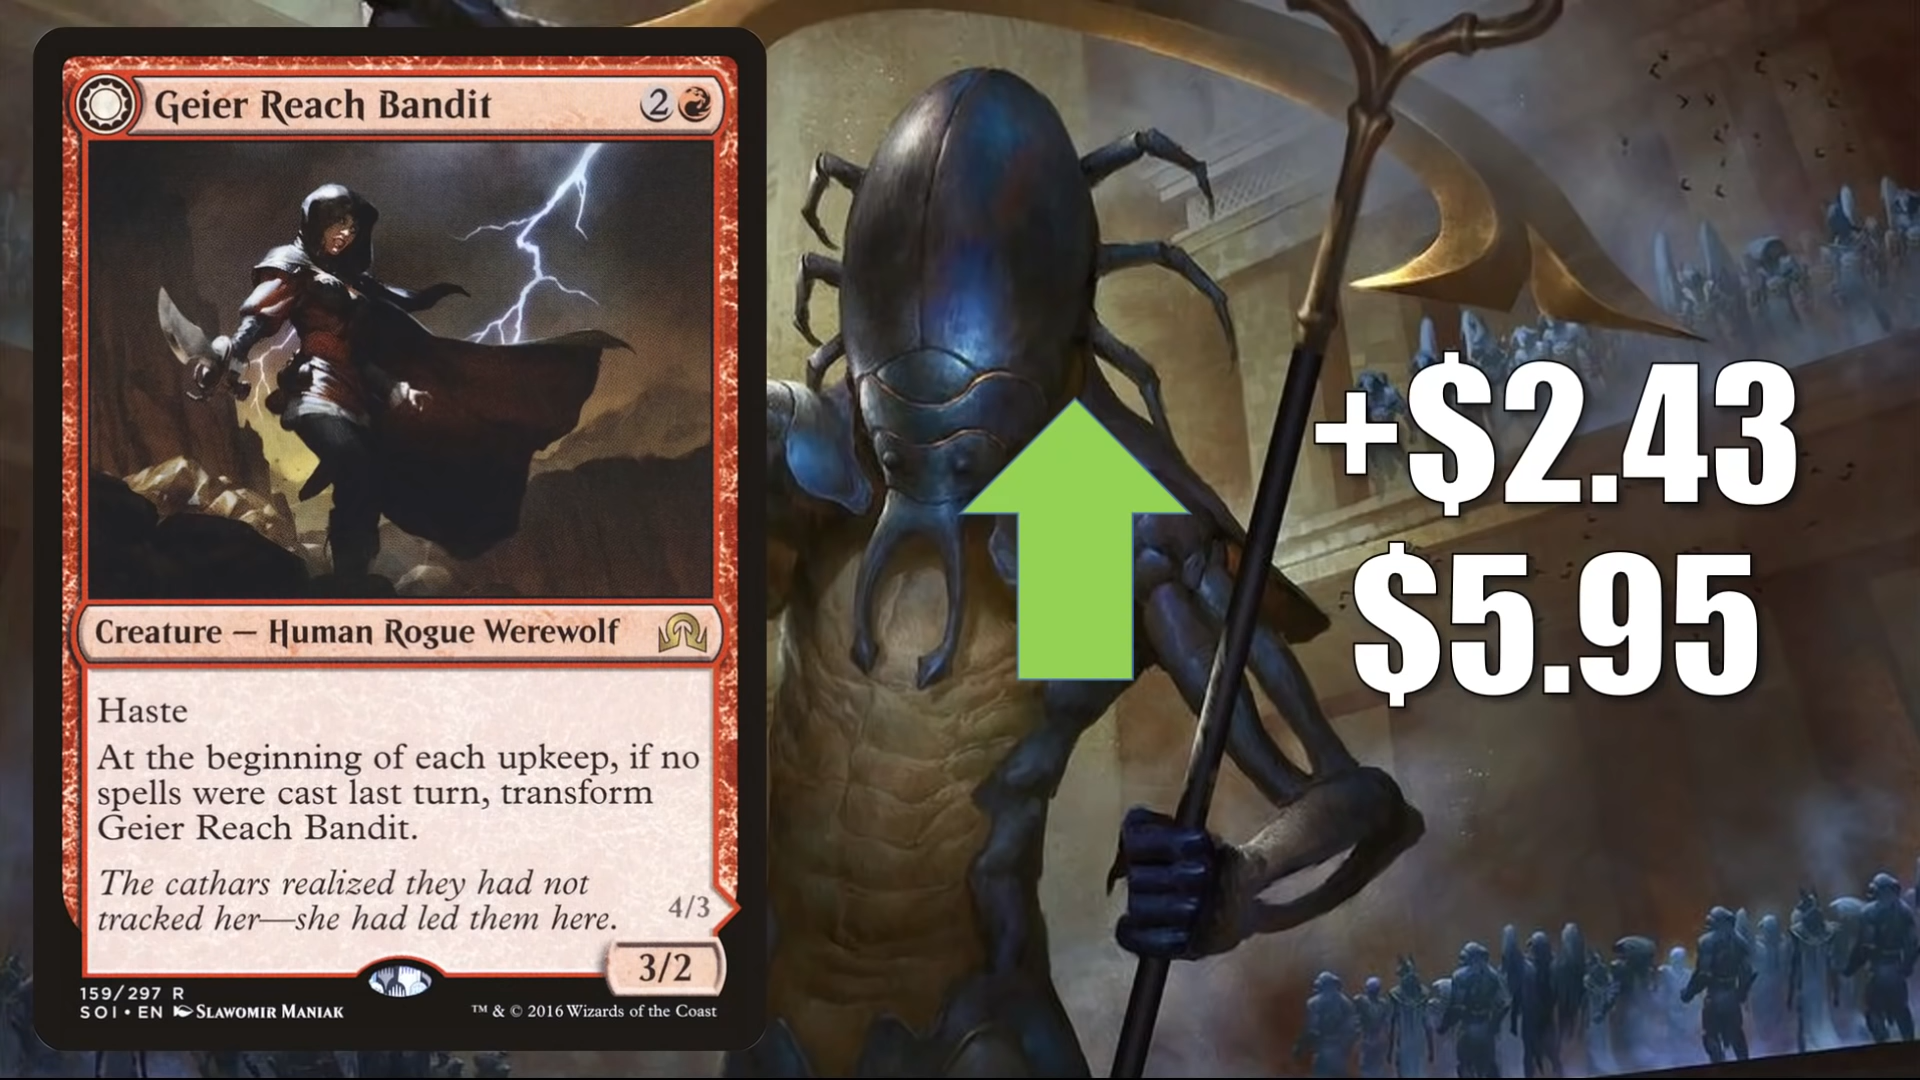 Geier Reach Bandit 2
Creature — Human Rogue Werewolf
Haste
At the beginning of each upkeep, if no
spells were cast last turn, transform
Geier Reach Bandit.
The cathars realized they had not
tracked her—she had led them here.
4/3
3/2
159/297 R
SOI • EN Slawomir Maniak
™ & © 2016 Wizards of the Coast
+$2.43
$5.95